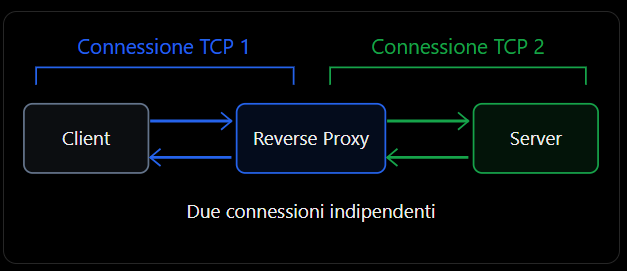 Connessione TCP 1
Connessione TCP 2
Client
Reverse Proxy
Server
Due connessioni indipendenti